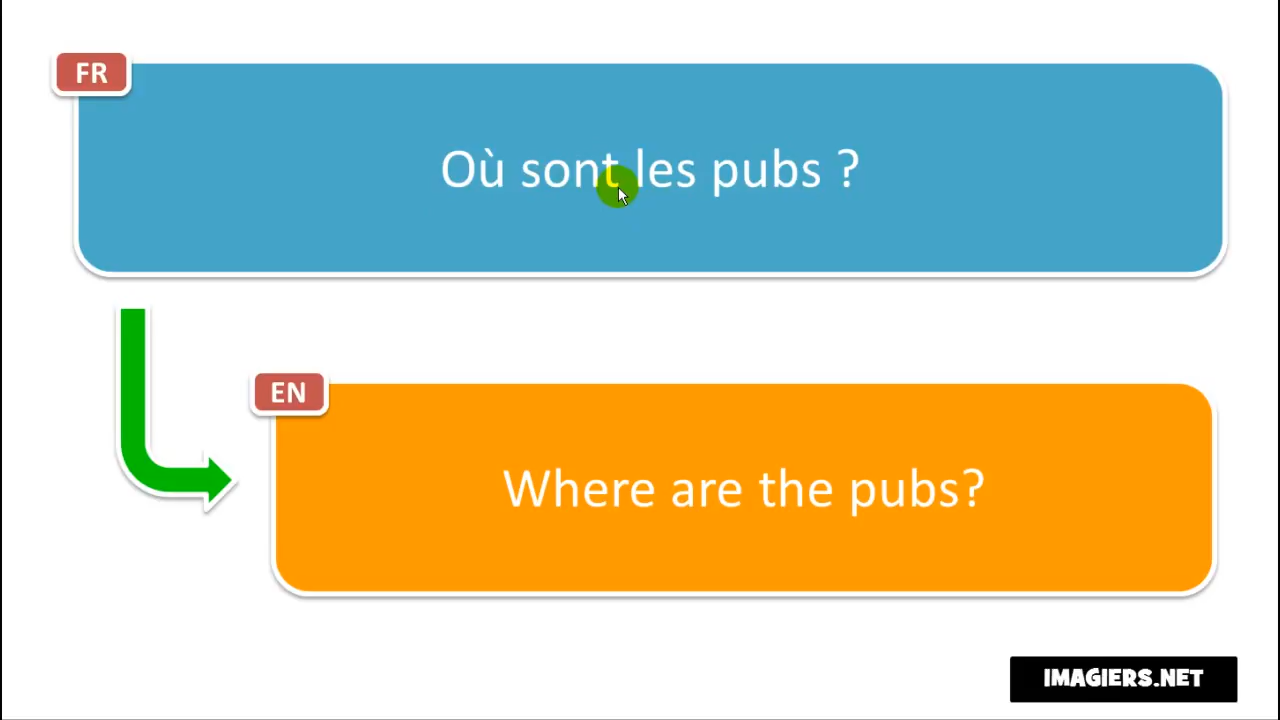 FR
Où sont les pubs ?
EN
Where are the pubs?
IMAGIERS.NET